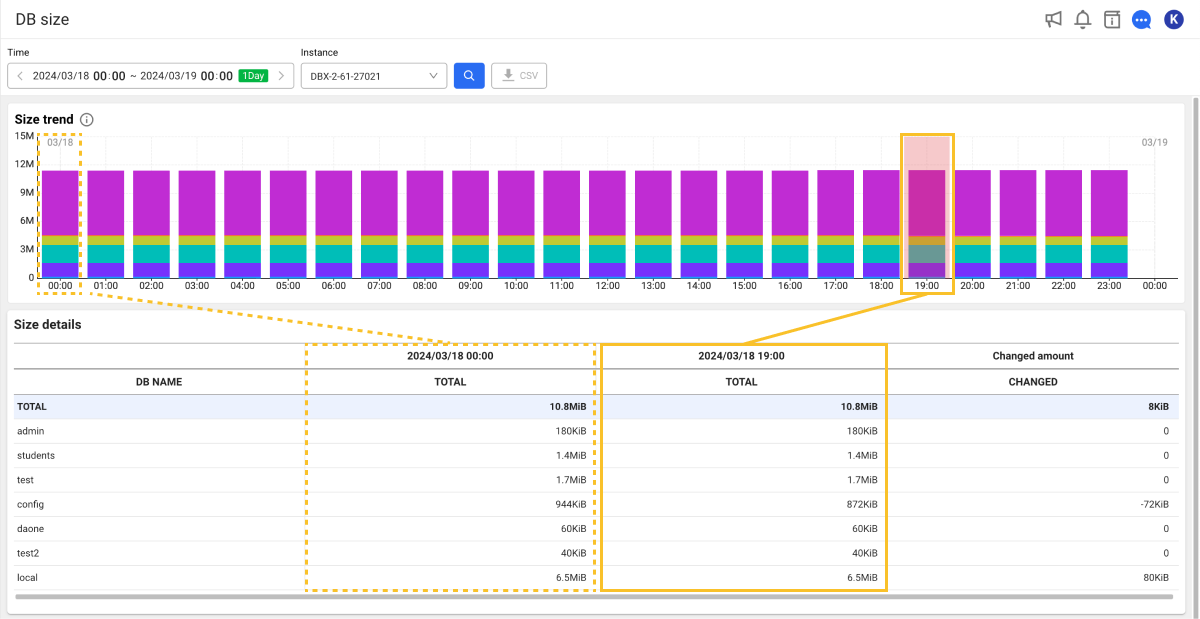 DB size
K
Time
Instance
2024/03/18 00:00 ~ 2024/03/19 00:00 1Day
DBX-2-61-27021
CSV
Size trend
15M
12M
9M
6M
3M
0
03/18
03/19
00:00 01:00 02:00 03:00 04:00 05:00 06:00 07:00 08:00 09:00 10:00 11:00 12:00 13:00 14:00 15:00 16:00 17:00 18:00 19:00 20:00 21:00 22:00 23:00 00:00
Size details
2024/03/18 00:00 2024/03/18 19:00 Changed amount
DB NAME TOTAL TOTAL CHANGED
TOTAL 10.8MiB 10.8MiB 8KiB
admin 180KiB 180KiB 0
students 1.4MiB 1.4MiB 0
test 1.7MiB 1.7MiB 0
config 944KiB 872KiB -72KiB
daone 60KiB 60KiB 0
test2 40KiB 40KiB 0
local 6.5MiB 6.5MiB 80KiB